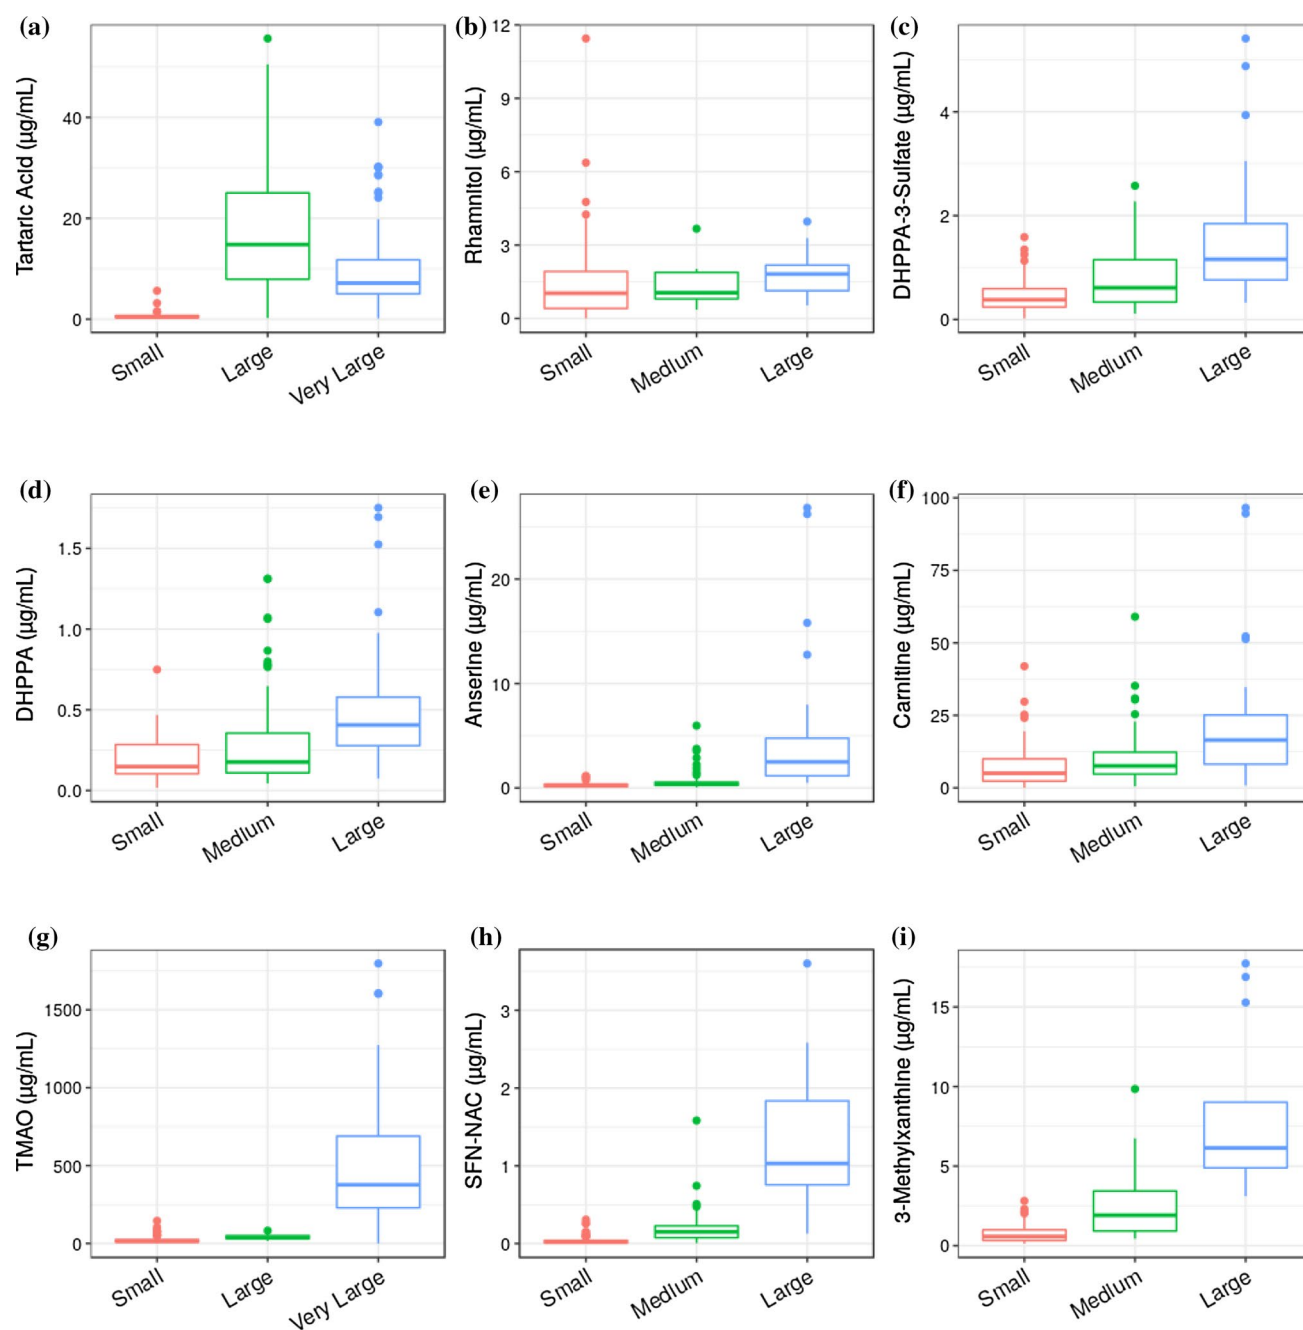 (a)
Tartaric Acid (µg/mL)
40
20
0
Small
Large
Very Large
(b)
Rhamnitol (µg/mL)
12
9
6
3
0
Small
Medium
Large
(c)
DHPPA-3-Sulfate (µg/mL)
4
2
0
Small
Medium
Large
(d)
DHPPA (µg/mL)
1.5
1.0
0.5
0.0
Small
Medium
Large
(e)
Anserine (µg/mL)
20
10
0
Small
Medium
Large
(f)
Carnitine (µg/mL)
100
75
50
25
0
Small
Medium
Large
(g)
TMAO (µg/mL)
1500
1000
500
0
Small
Large
Very Large
(h)
SFN-NAC (µg/mL)
3
2
1
0
Small
Medium
Large
(i)
3-Methylxanthine (µg/mL)
15
10
5
0
Small
Medium
Large